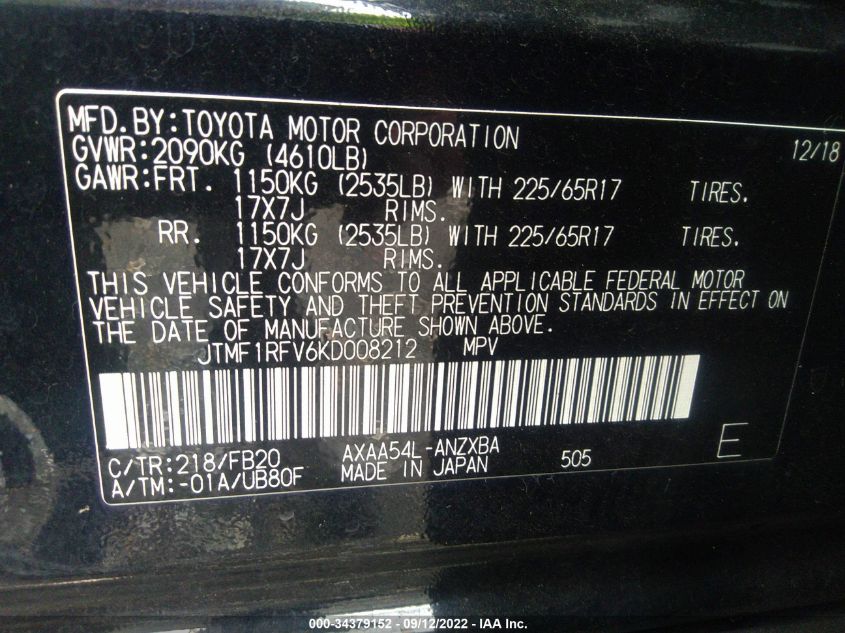 MFD.BY:TOYOTA MOTOR CORPORATION 12/18
GVWR:2090KG (4610LB)
GAWR:FRT. 1150KG (2535LB) WITH 225/65R17 TIRES.
17X7J RIMS.
RR. 1150KG (2535LB) WITH 225/65R17 TIRES.
17X7J RIMS.
THIS VEHICLE CONFORMS TO ALL APPLICABLE FEDERAL MOTOR
VEHICLE SAFETY AND THEFT PREVENTION STANDARDS IN EFFECT ON
THE DATE OF MANUFACTURE SHOWN ABOVE.
JTMF1RFV6KD008212 MPV
C/TR:218/FB20 AXAA54L-ANZXBA 505 E
A/TM:-01A/UB80F MADE IN JAPAN
000-34379152 - 09/12/2022 - IAA Inc.